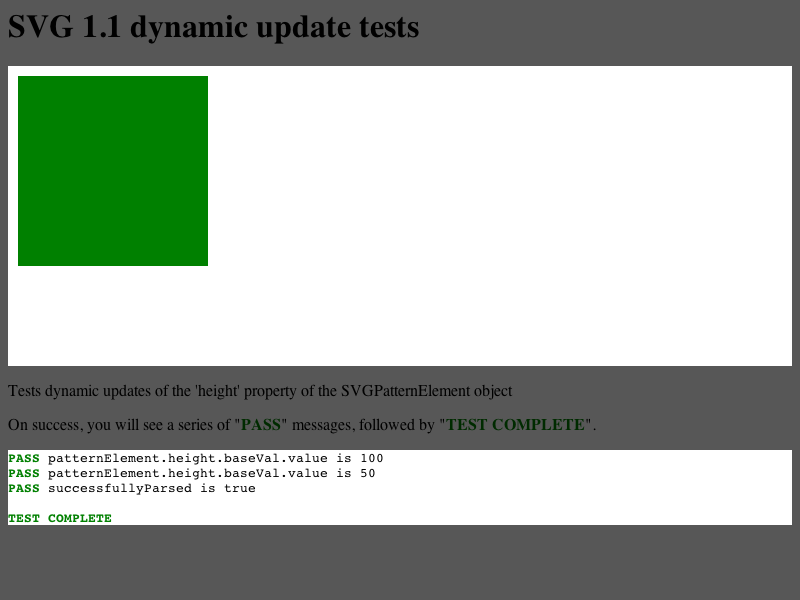 SVG 1.1 dynamic update tests
Tests dynamic updates of the 'height' property of the SVGPatternElement object
On success, you will see a series of "PASS" messages, followed by "TEST COMPLETE".
PASS patternElement.height.baseVal.value is 100
PASS patternElement.height.baseVal.value is 50
PASS successfullyParsed is true
TEST COMPLETE